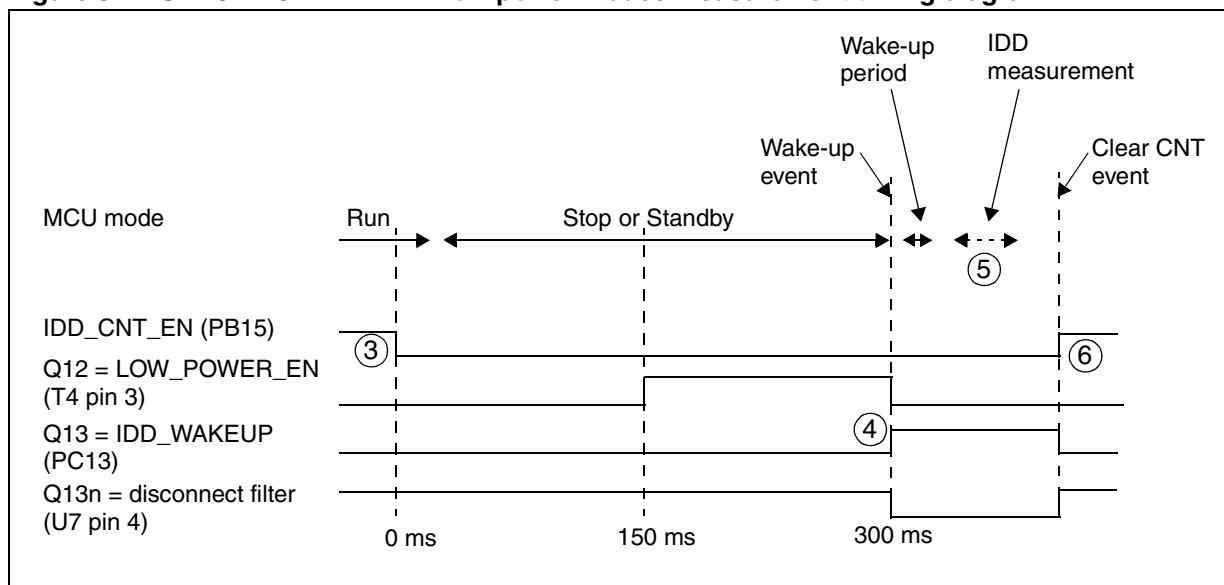 Wake-up
period
IDD
measurement
Wake-up
event
Clear CNT
event
MCU mode
Run
Stop or Standby
5
IDD_CNT_EN (PB15)
3
6
Q12 = LOW_POWER_EN
(T4 pin 3)
Q13 = IDD_WAKEUP
(PC13)
4
Q13n = disconnect filter
(U7 pin 4)
0 ms
150 ms
300 ms